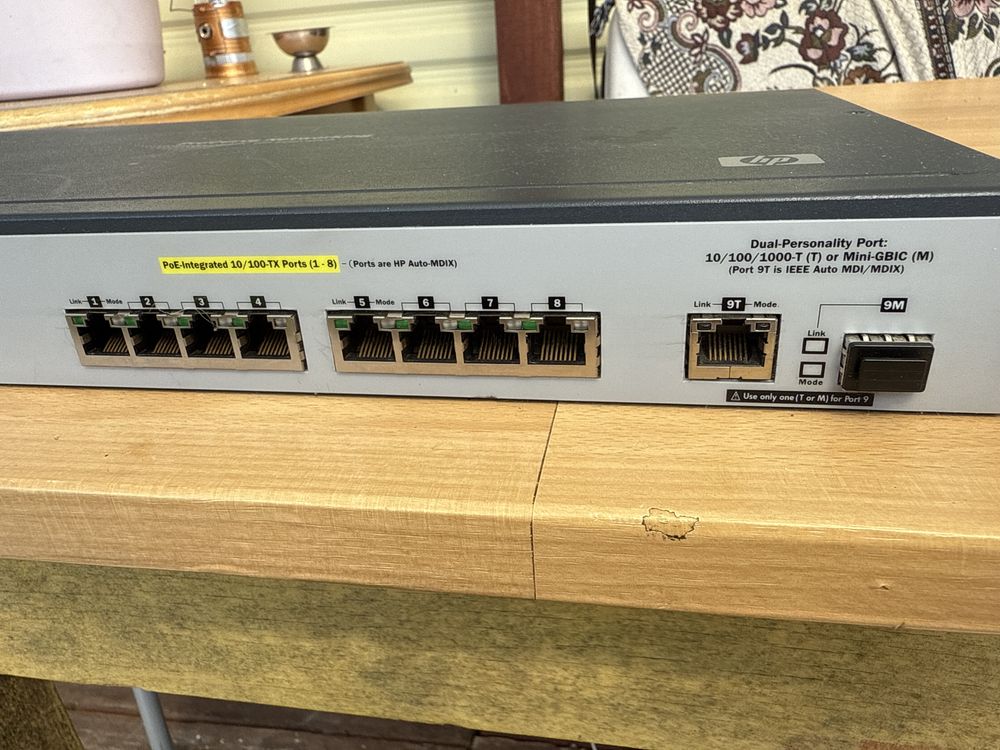 hp
Dual-Personality Port:
10/100/1000-T (T) or Mini-GBIC (M)
(Port 9T is IEEE Auto MDI/MDIX)
PoE-Integrated 10/100-TX Ports (1 - 8) – (Ports are HP Auto-MDIX)
Link 1 Mode 2 3 4 Link 5 Mode 6 7 8 Link 9T Mode 9M
Link
Mode
⚠ Use only one (T or M) for Port 9